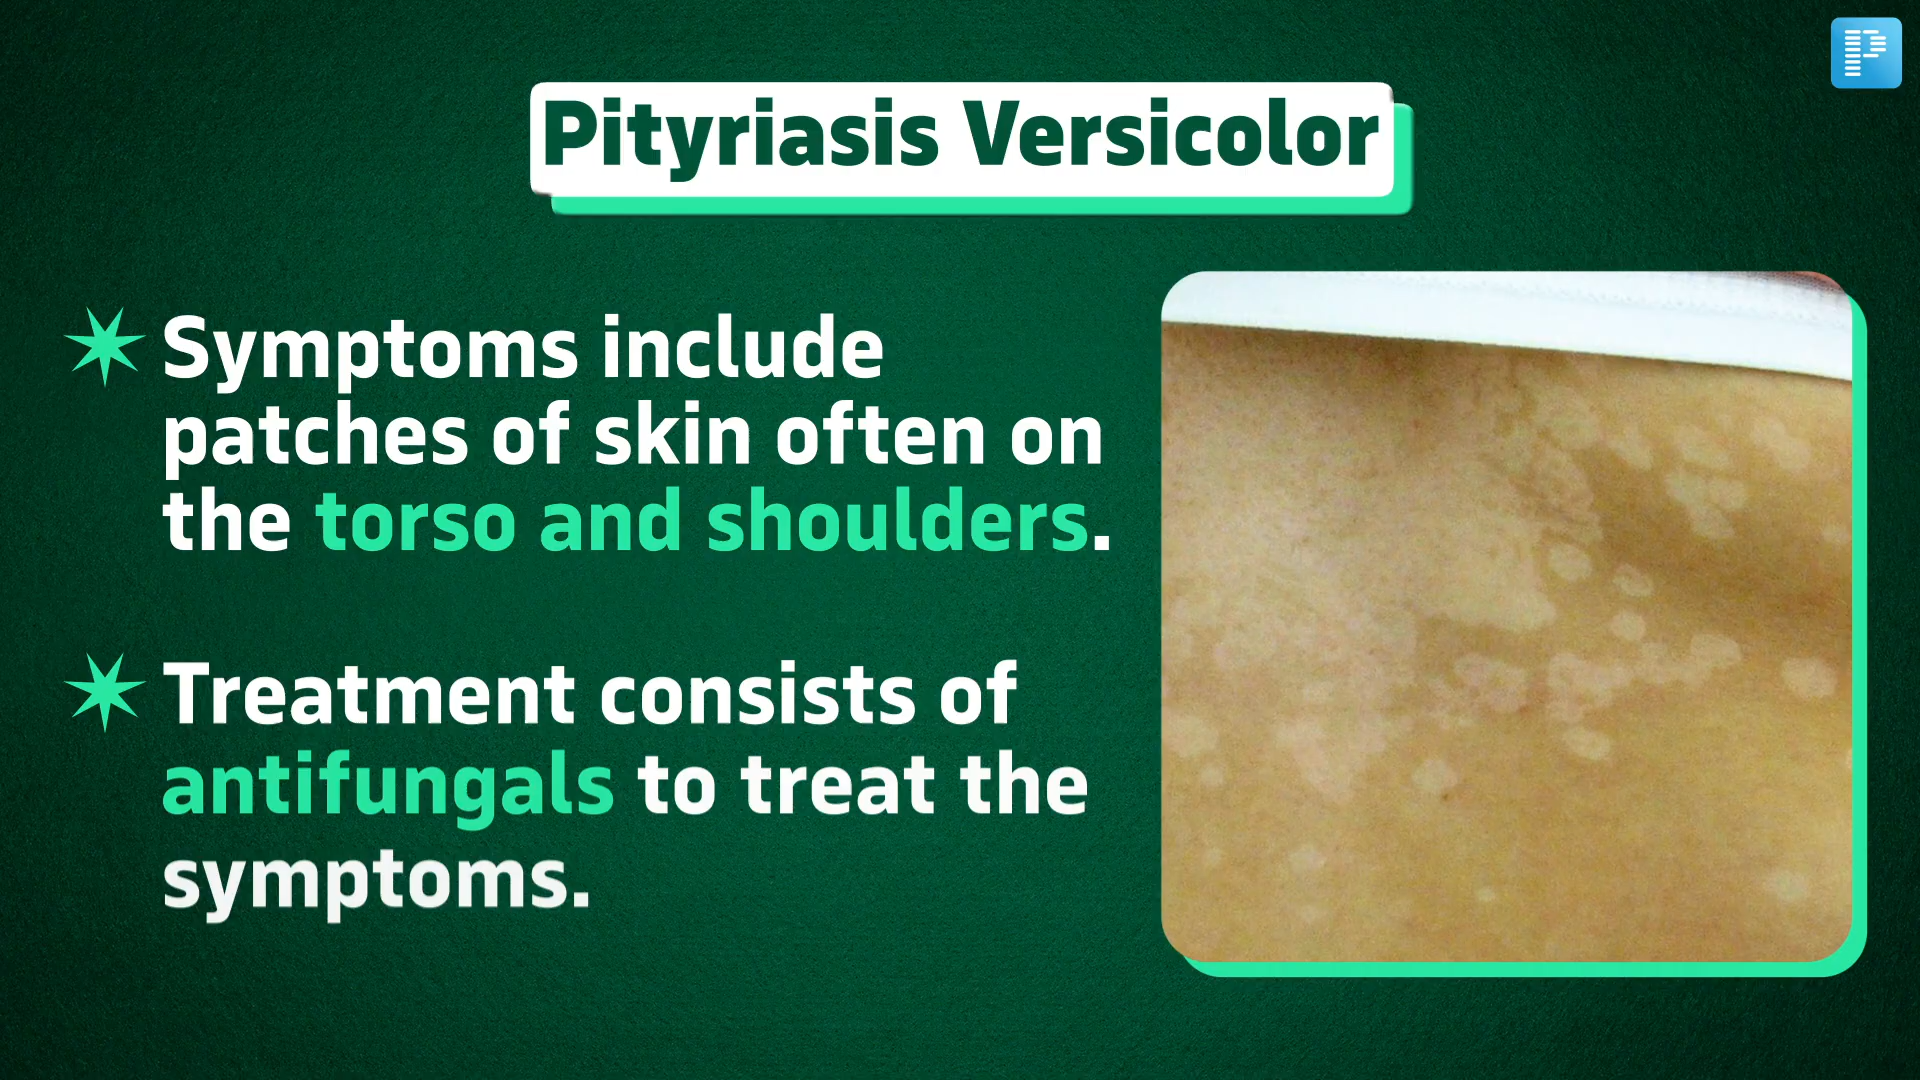 Pityriasis Versicolor
Symptoms include
patches of skin often on
the torso and shoulders.
Treatment consists of
antifungals to treat the
symptoms.